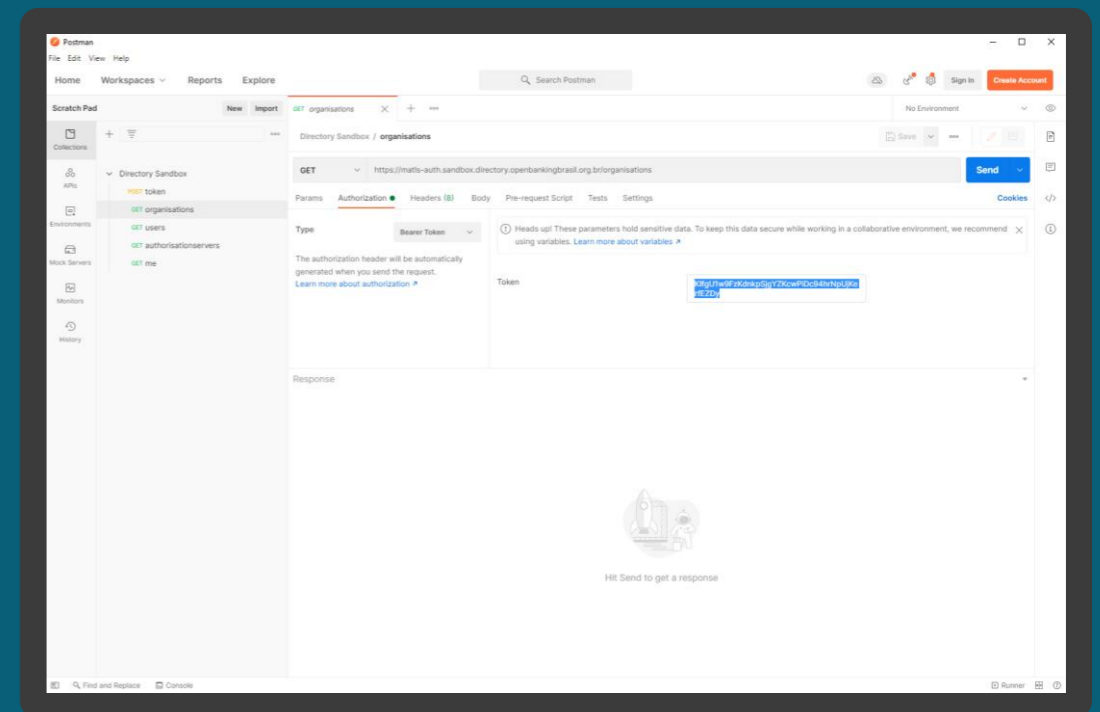 Postman
File Edit View Help
Home Workspaces Reports Explore
Search Postman
Sign In
Create Account
Scratch Pad
New Import
GET organisations
No Environment
Collections
APIs
Environments
Mock Servers
Monitors
History
Directory Sandbox
POST token
GET organisations
GET users
GET authorisationservers
GET me
Directory Sandbox / organisations
Save
GET
https://matls-auth.sandbox.directory.openbankingbrasil.org.br/organisations
Send
Params Authorization Headers (8) Body Pre-request Script Tests Settings
Cookies
Type
Bearer Token
The authorization header will be automatically
generated when you send the request.
Learn more about authorization
Heads up! These parameters hold sensitive data. To keep this data secure while working in a collaborative environment, we recommend
using variables. Learn more about variables
Token
Response
Hit Send to get a response
Find and Replace Console
Runner